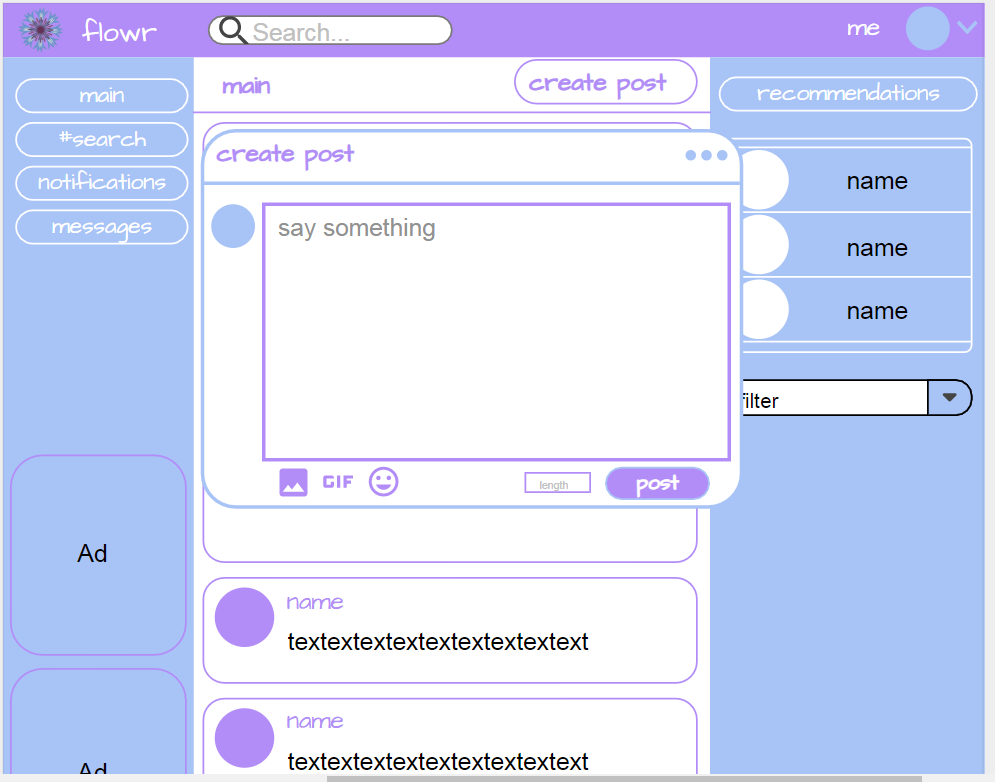 flowr
Search...
me
main
#search
notifications
messages
Ad
Ad
main
create post
create post
say something
GIF
length
post
name
textextextextextextextextext
name
textextextextextextextextext
recommendations
name
name
name
filter